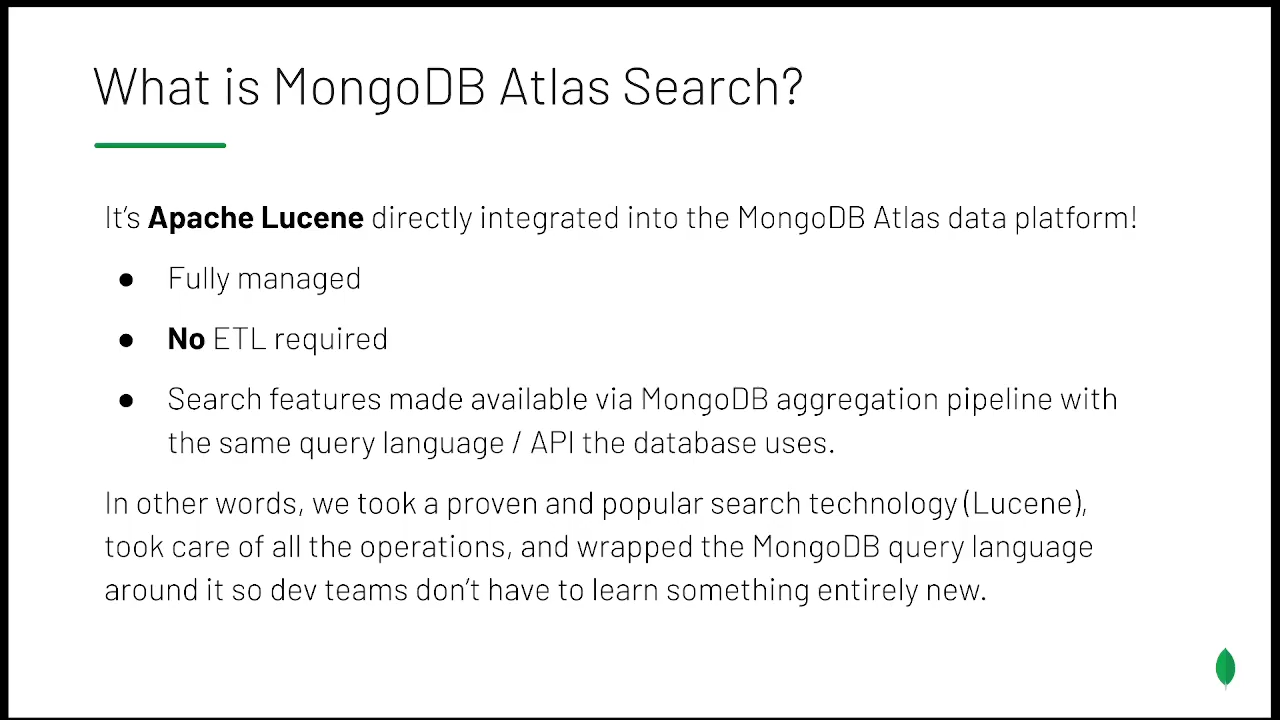 What is MongoDB Atlas Search?
It's Apache Lucene directly integrated into the MongoDB Atlas data platform!
● Fully managed
● No ETL required
● Search features made available via MongoDB aggregation pipeline with
the same query language / API the database uses.
In other words, we took a proven and popular search technology (Lucene),
took care of all the operations, and wrapped the MongoDB query language
around it so dev teams don't have to learn something entirely new.